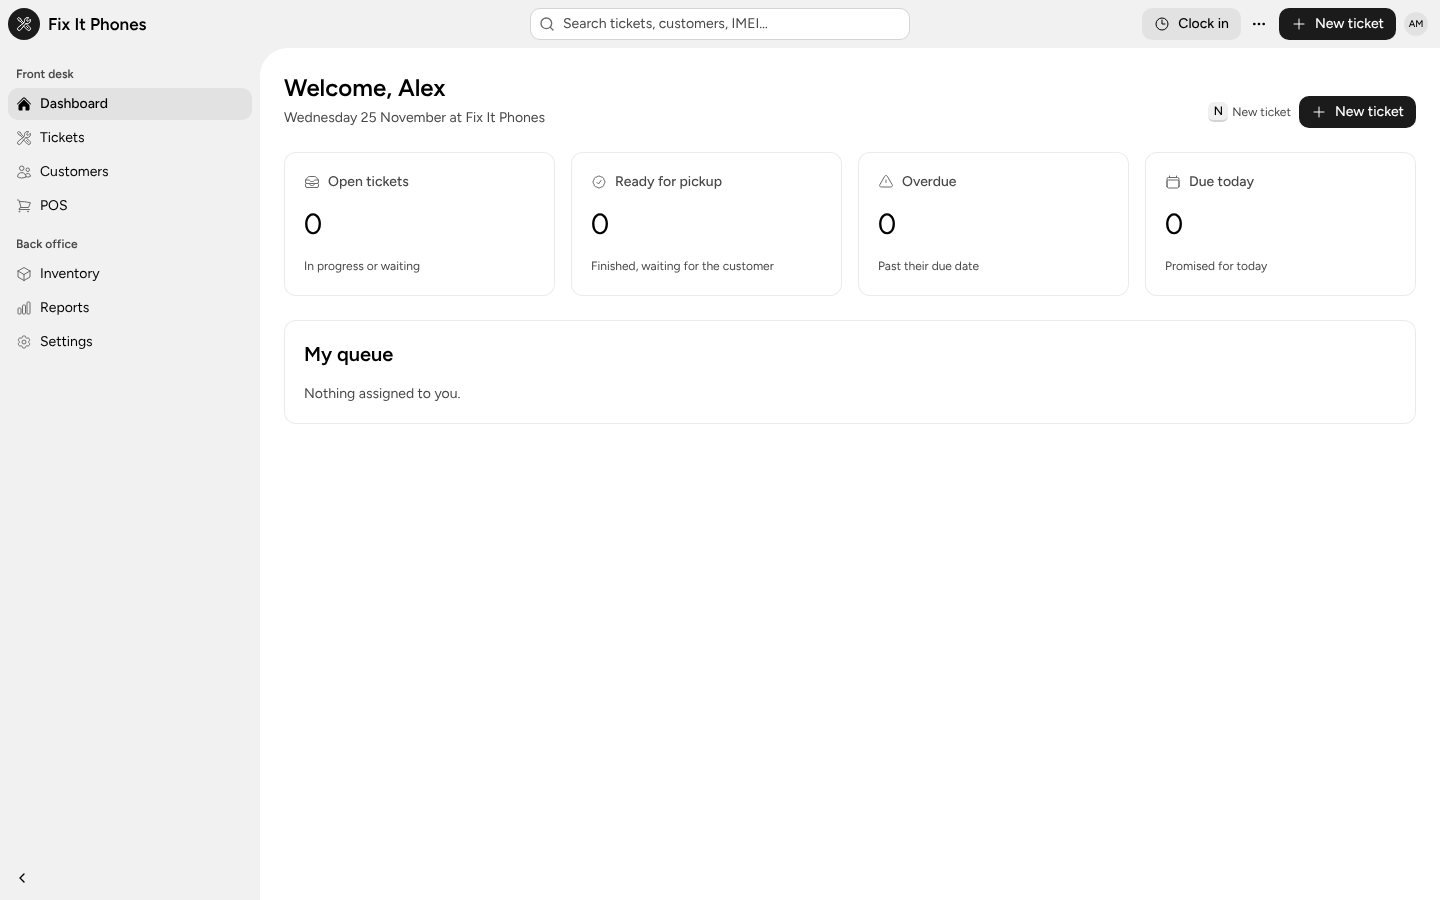 Fix It Phones
Search tickets, customers, IMEI...
Clock in
New ticket
AM
Front desk
Dashboard
Tickets
Customers
POS
Back office
Inventory
Reports
Settings
Welcome, Alex
Wednesday 25 November at Fix It Phones
N New ticket
New ticket
Open tickets
0
In progress or waiting
Ready for pickup
0
Finished, waiting for the customer
Overdue
0
Past their due date
Due today
0
Promised for today
My queue
Nothing assigned to you.